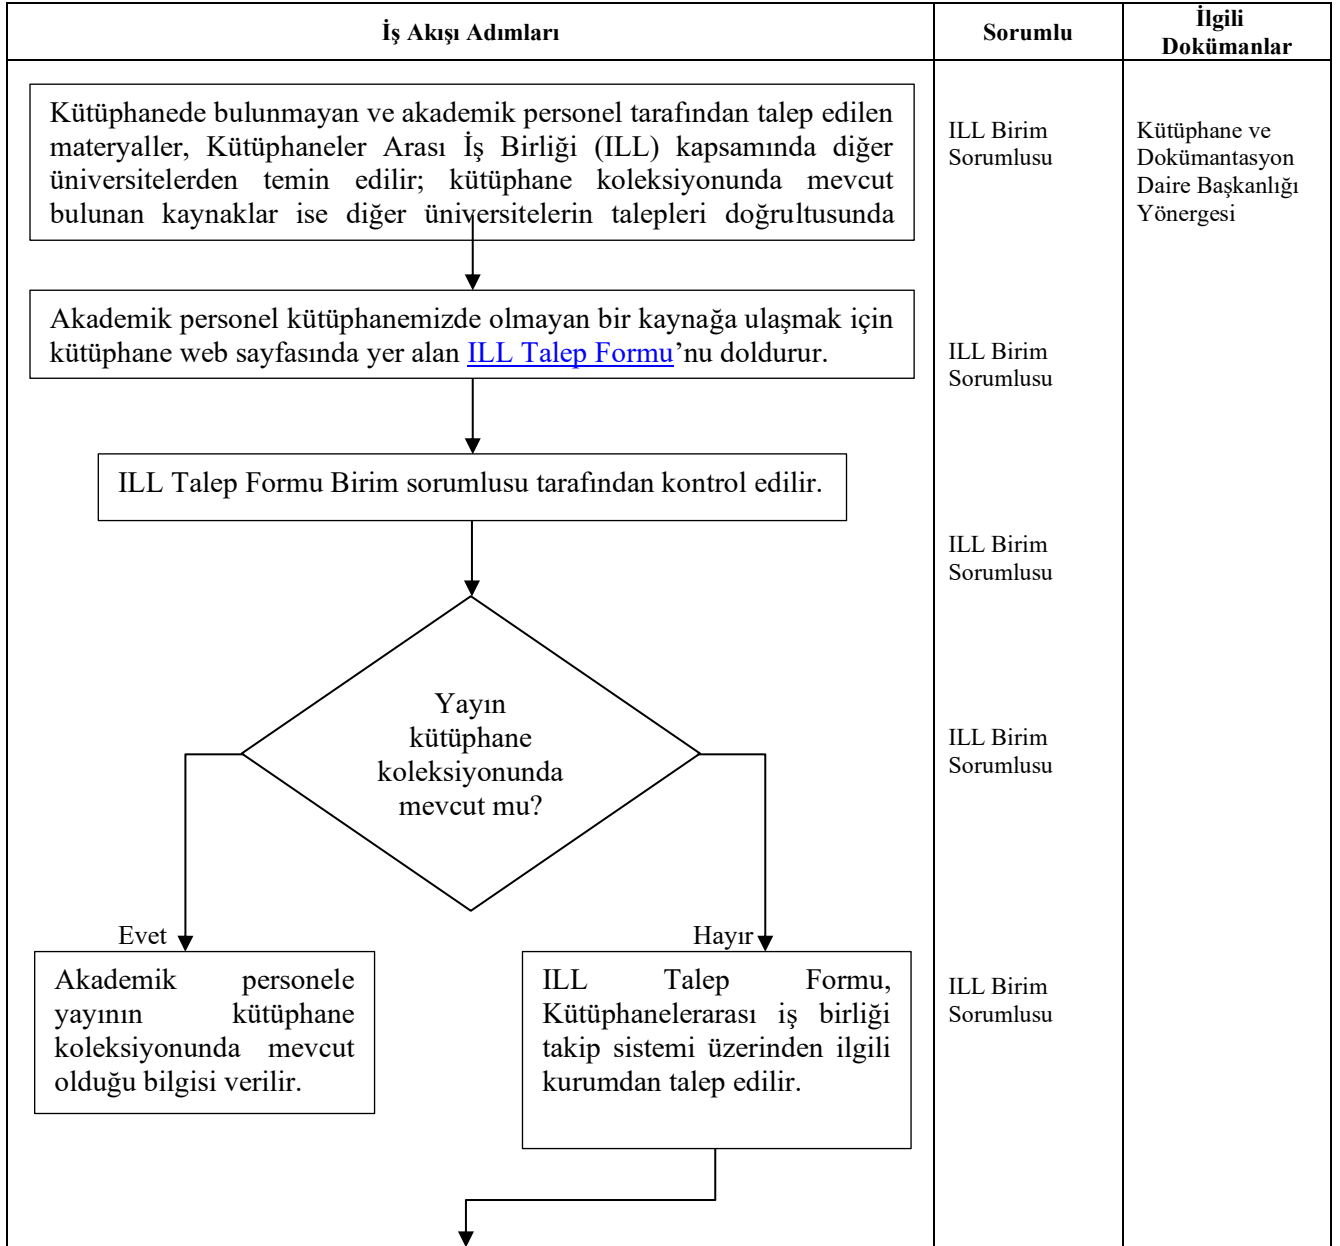 İş Akışı Adımları
Sorumlu
İlgili
Dokümanlar
Kütüphanede bulunmayan ve akademik personel tarafından talep edilen
materyaller, Kütüphaneler Arası İş Birliği (ILL) kapsamında diğer
üniversitelerden temin edilir; kütüphane koleksiyonunda mevcut
bulunan kaynaklar ise diğer üniversitelerin talepleri doğrultusunda
ILL Birim
Sorumlusu
Kütüphane ve
Dokümantasyon
Daire Başkanlığı
Yönergesi
Akademik personel kütüphanemizde olmayan bir kaynağa ulaşmak için
kütüphane web sayfasında yer alan ILL Talep Formu’nu doldurur.
ILL Birim
Sorumlusu
ILL Talep Formu Birim sorumlusu tarafından kontrol edilir.
ILL Birim
Sorumlusu
Yayın
kütüphane
koleksiyonunda
mevcut mu?
ILL Birim
Sorumlusu
Evet
Hayır
Akademik personele
yayının kütüphane
koleksiyonunda mevcut
olduğu bilgisi verilir.
ILL Talep Formu,
Kütüphanelerarası iş birliği
takip sistemi üzerinden ilgili
kurumdan talep edilir.
ILL Birim
Sorumlusu